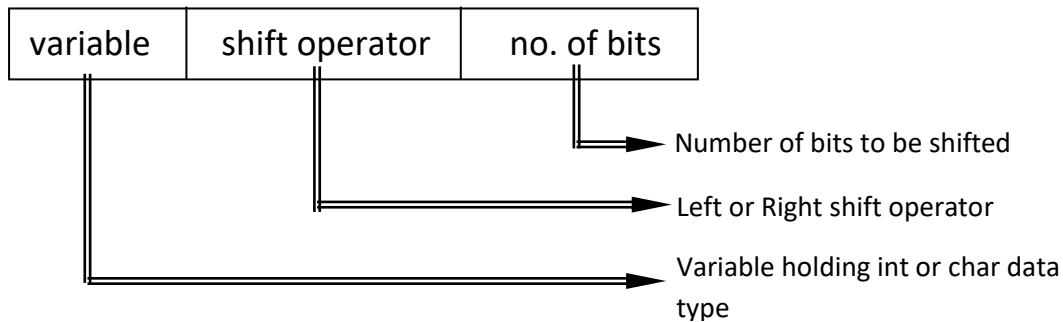 variable shift operator no. of bits
Number of bits to be shifted
Left or Right shift operator
Variable holding int or char data
type